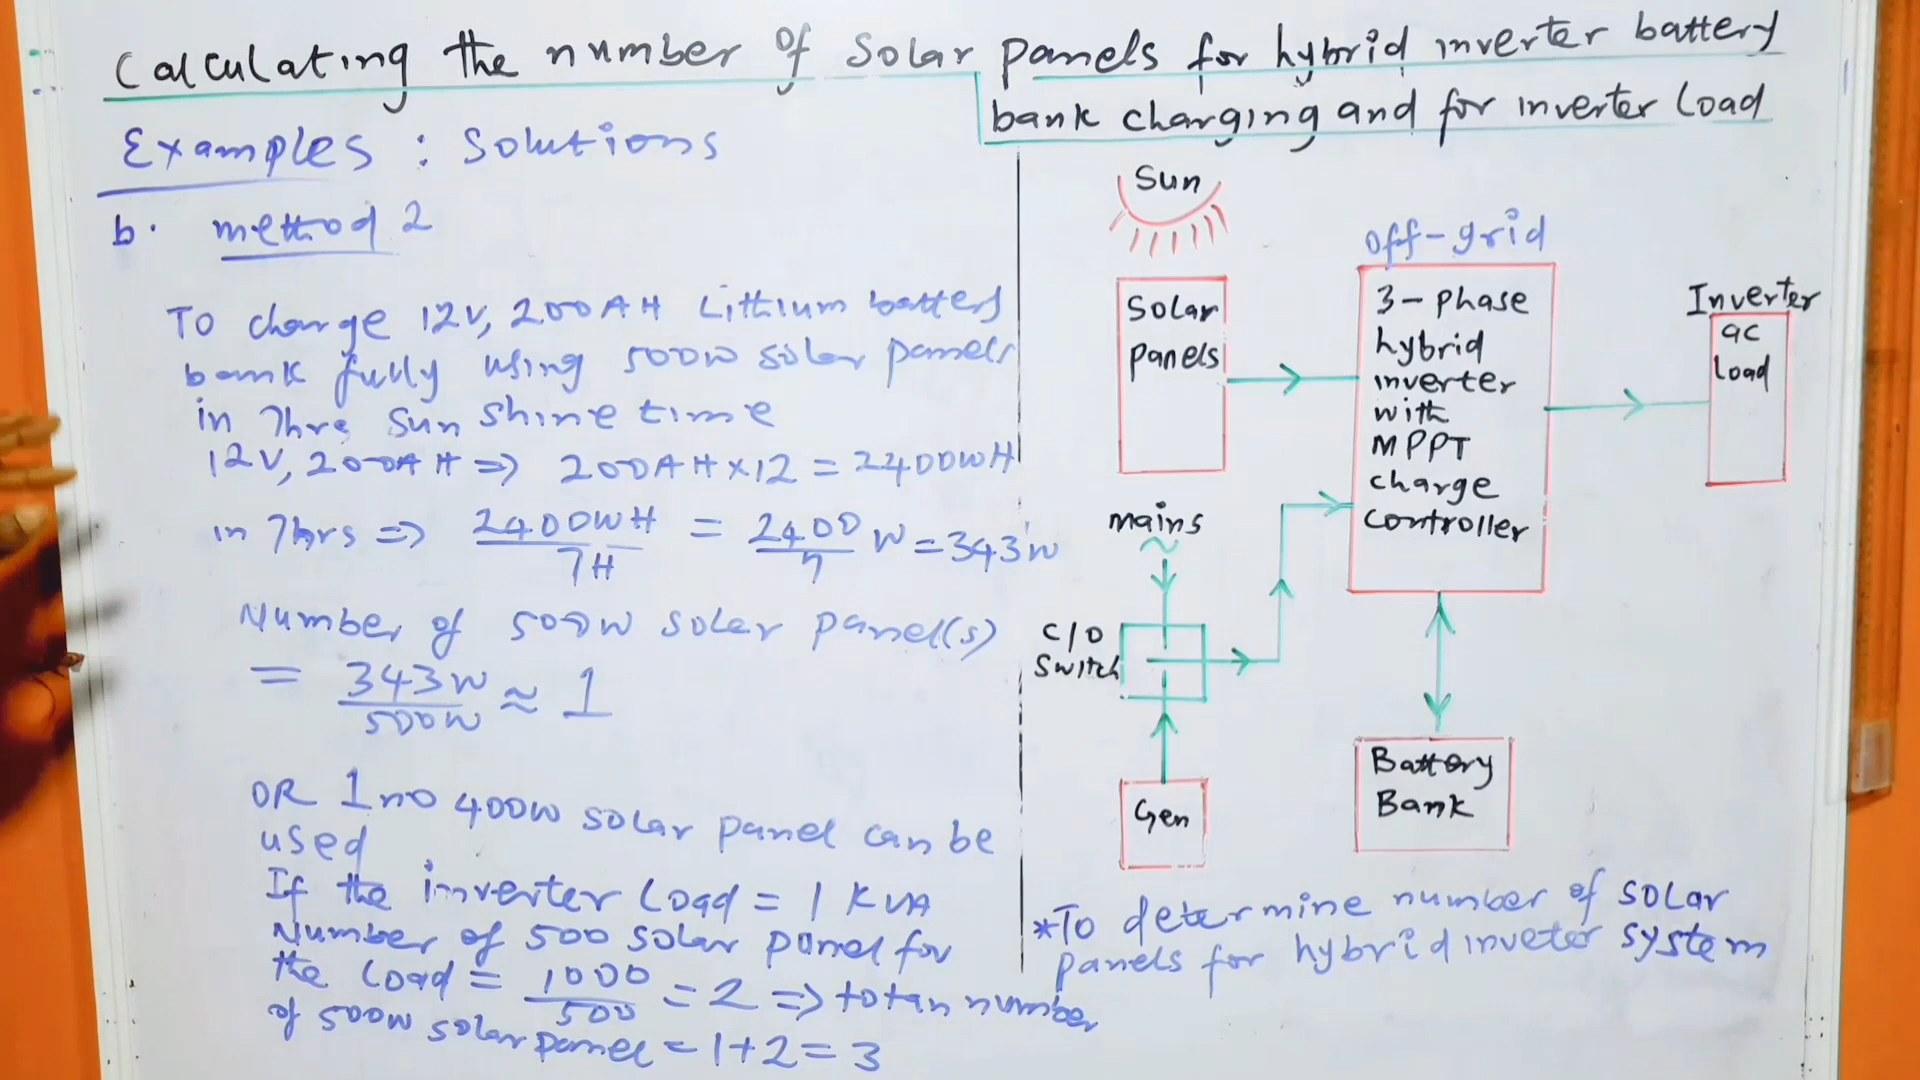 Calculating the number of solar panels for hybrid inverter battery
bank charging and for inverter load
Examples : Solutions
b. method 2
To charge 12V, 200AH Lithium battery
bank fully using 500W solar panels
in 7hrs sun shine time
12V, 200AH => 200AH x 12 = 2400WH
in 7hrs => 2400WH / 7H = 2400 / 7 W = 343W
Number of 500W solar panel(s)
= 343W / 500W ≈ 1
OR 1 no 400W solar panel can be
used
If the inverter load = 1 KVA
Number of 500 solar panel for
the load = 1000 / 500 = 2 => totan number
of 500W solar panel = 1+2 = 3
Sun
Solar
panels
off-grid
3-phase
hybrid
inverter
with
MPPT
charge
controller
Inverter
ac
load
mains
~
C/O
Switch
Gen
Battery
Bank
*To determine number of solar
panels for hybrid inveter system